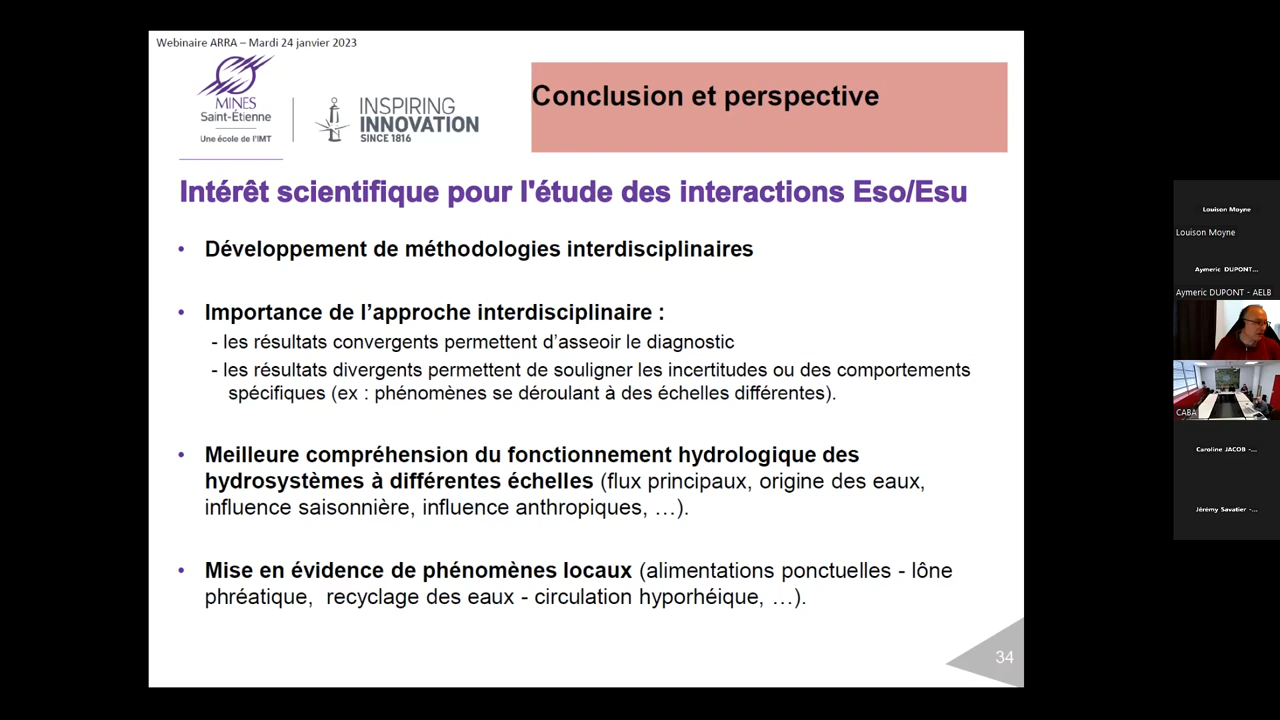 Webinaire ARRA – Mardi 24 janvier 2023
MINES
Saint-Étienne
Une école de l'IMT
INSPIRING
INNOVATION
SINCE 1816
Conclusion et perspective
Intérêt scientifique pour l'étude des interactions Eso/Esu
• Développement de méthodologies interdisciplinaires
• Importance de l’approche interdisciplinaire :
- les résultats convergents permettent d’asseoir le diagnostic
- les résultats divergents permettent de souligner les incertitudes ou des comportements
spécifiques (ex : phénomènes se déroulant à des échelles différentes).
• Meilleure compréhension du fonctionnement hydrologique des
hydrosystèmes à différentes échelles (flux principaux, origine des eaux,
influence saisonnière, influence anthropiques, …).
• Mise en évidence de phénomènes locaux (alimentations ponctuelles - lône
phréatique, recyclage des eaux - circulation hyporhéique, …).
34
Louison Moyne
Louison Moyne
Aymeric DUPONT...
Aymeric DUPONT - AELB
CABA
Caroline JACOB -...
Jérémy Savatier -...